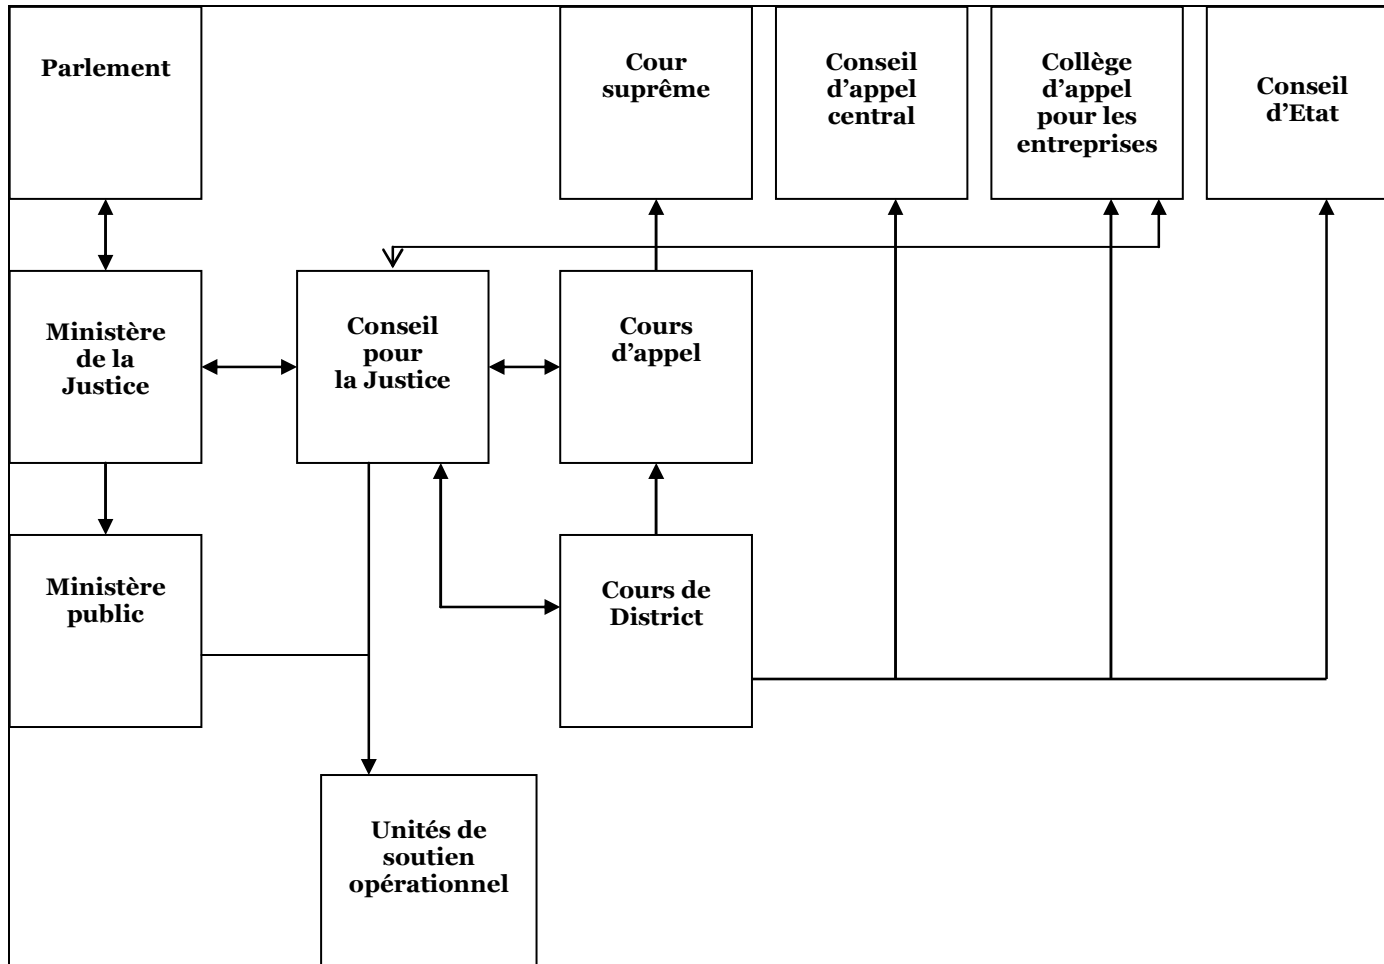 Parlement
Cour
suprême
Conseil
d’appel
central
Collège
d’appel
pour les
entreprises
Conseil
d’Etat
Ministère
de la
Justice
Conseil
pour
la Justice
Cours
d’appel
Ministère
public
Cours de
District
Unités de
soutien
opérationnel